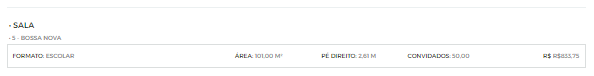 • SALA
• 5 - BOSSA NOVA
FORMATO: ESCOLAR ÁREA: 101,00 M² PÉ DIREITO: 2,61 M CONVIDADOS: 50,00 R$ R$833,75